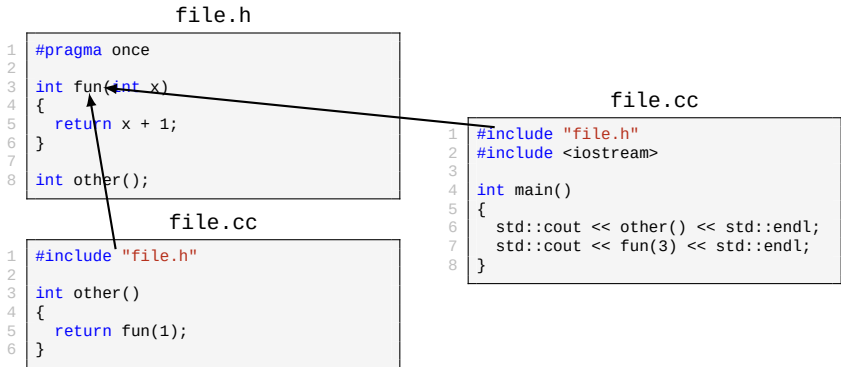 file.h
1 #pragma once
2
3 int fun(int x)
4 {
5   return x + 1;
6 }
7
8 int other();
file.cc
1 #include "file.h"
2
3 int other()
4 {
5   return fun(1);
6 }
file.cc
1 #include "file.h"
2 #include <iostream>
3
4 int main()
5 {
6   std::cout << other() << std::endl;
7   std::cout << fun(3) << std::endl;
8 }